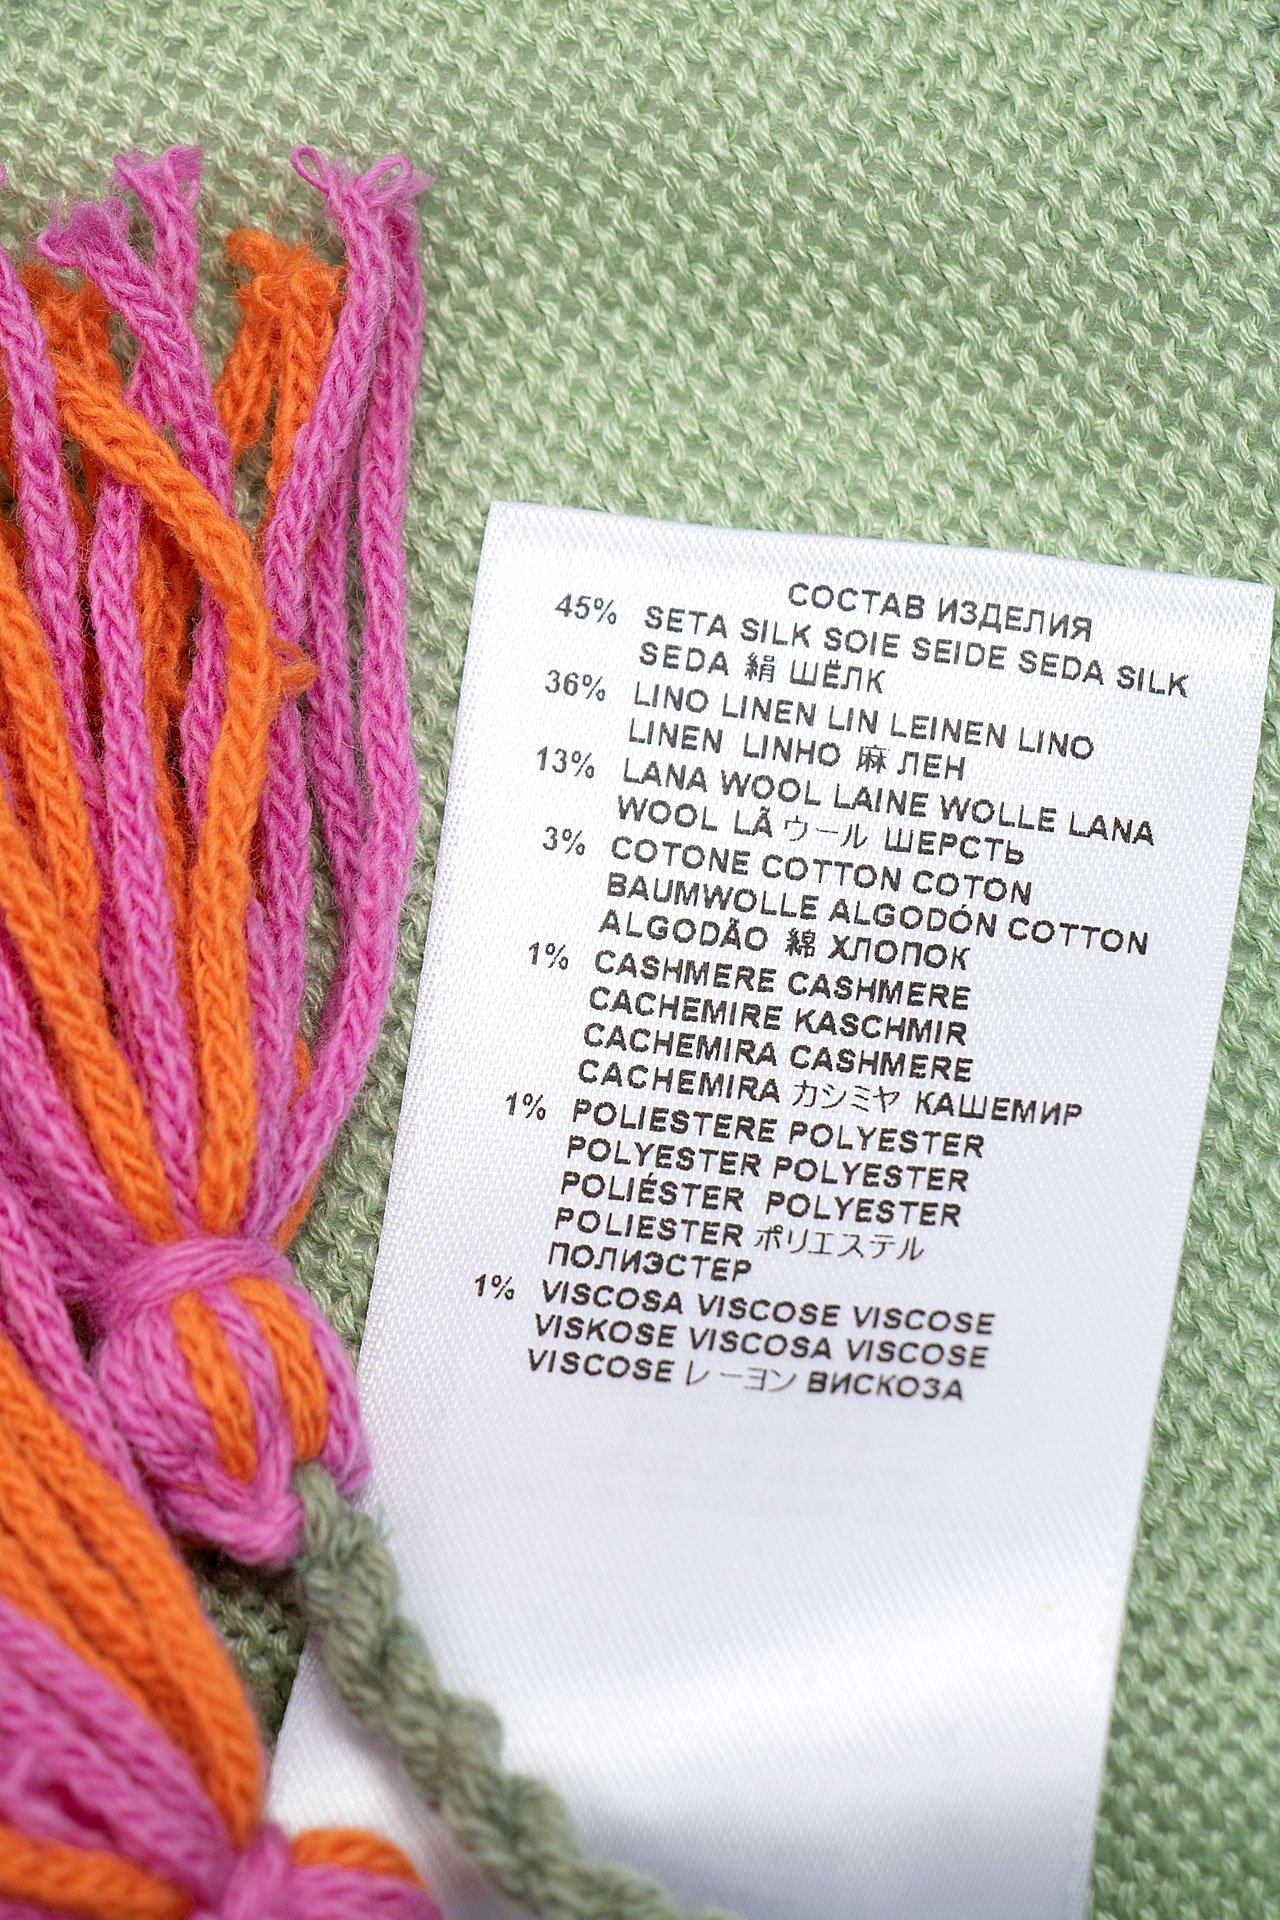 СОСТАВ ИЗДЕЛИЯ
45% SETA SILK SOIE SEIDE SEDA SILK
SEDA 絹 ШЁЛК
36% LINO LINEN LIN LEINEN LINO
LINEN LINHO 麻 ЛЕН
13% LANA WOOL LAINE WOLLE LANA
WOOL LÃ ウール ШЕРСТЬ
3% COTONE COTTON COTON
BAUMWOLLE ALGODÓN COTTON
ALGODÃO 綿 ХЛОПОК
1% CASHMERE CASHMERE
CACHEMIRE KASCHMIR
CACHEMIRA CASHMERE
CACHEMIRA カシミヤ КАШЕМИР
1% POLIESTERE POLYESTER
POLYESTER POLYESTER
POLIÉSTER POLYESTER
POLIESTER ポリエステル
ПОЛИЭСТЕР
1% VISCOSA VISCOSE VISCOSE
VISKOSE VISCOSA VISCOSE
VISCOSE レーヨン ВИСКОЗА